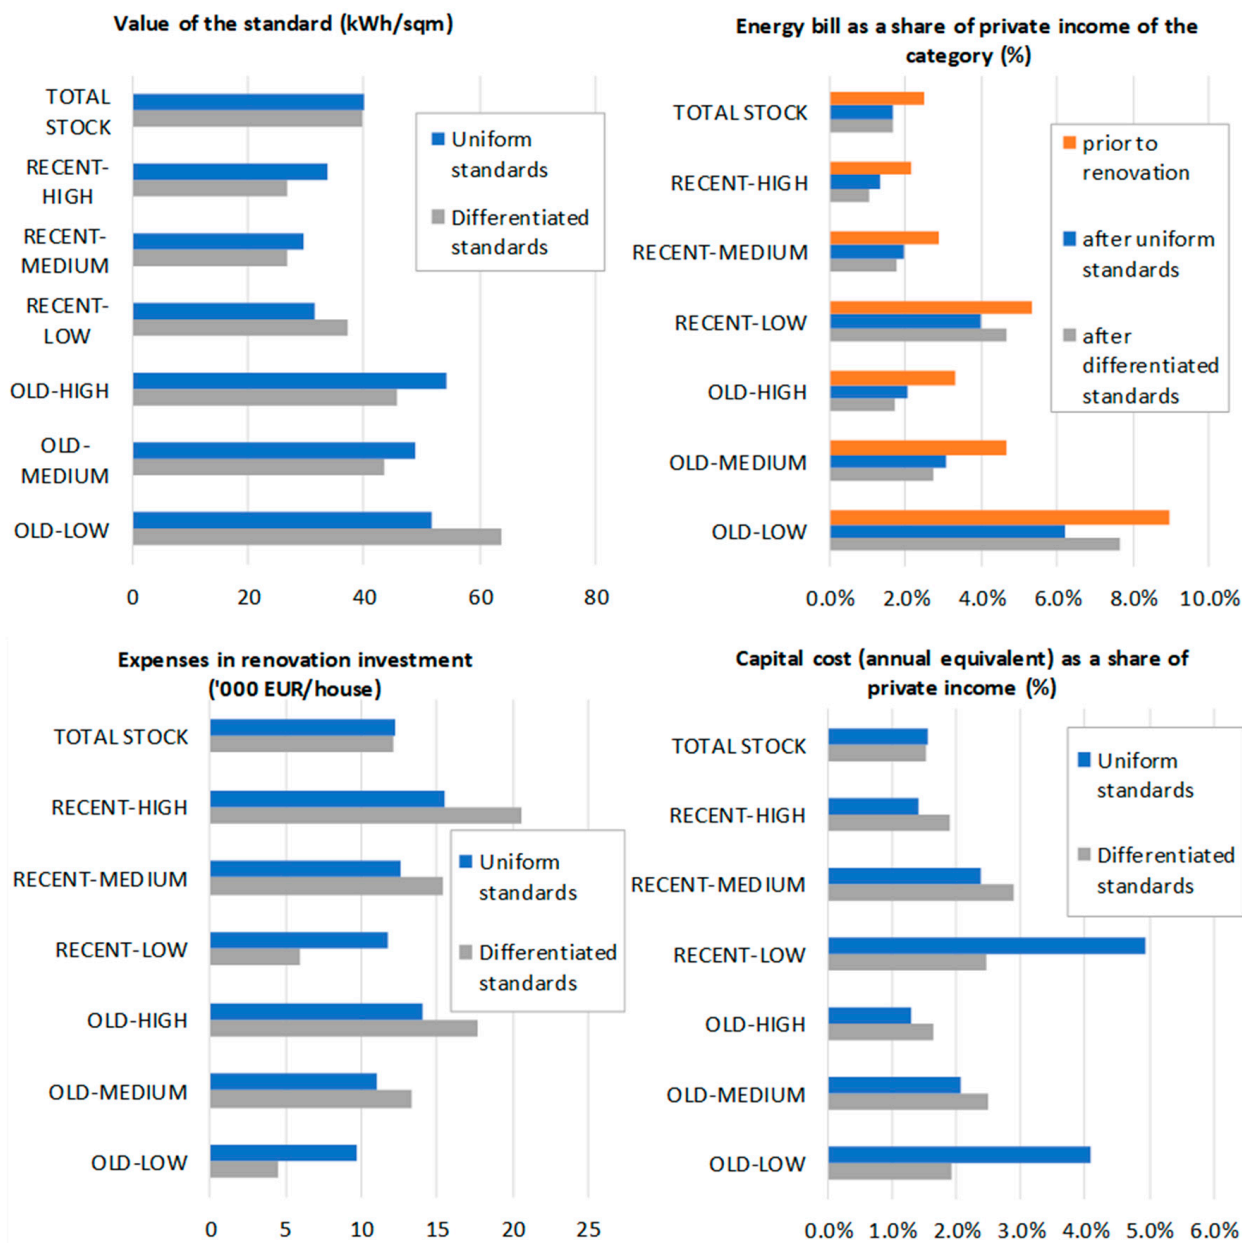 Value of the standard (kWh/sqm)
TOTAL
STOCK
RECENT-
HIGH
RECENT-
MEDIUM
RECENT-
LOW
OLD-HIGH
OLD-
MEDIUM
OLD-LOW
0 20 40 60 80
Uniform
standards
Differentiated
standards
Energy bill as a share of private income of the
category (%)
TOTAL STOCK
RECENT-HIGH
RECENT-MEDIUM
RECENT-LOW
OLD-HIGH
OLD-MEDIUM
OLD-LOW
0.0% 2.0% 4.0% 6.0% 8.0% 10.0%
prior to
renovation
after uniform
standards
after
differentiated
standards
Expenses in renovation investment
('000 EUR/house)
TOTAL STOCK
RECENT-HIGH
RECENT-MEDIUM
RECENT-LOW
OLD-HIGH
OLD-MEDIUM
OLD-LOW
0 5 10 15 20 25
Uniform
standards
Differentiated
standards
Capital cost (annual equivalent) as a share of
private income (%)
TOTAL STOCK
RECENT-HIGH
RECENT-MEDIUM
RECENT-LOW
OLD-HIGH
OLD-MEDIUM
OLD-LOW
0.0% 1.0% 2.0% 3.0% 4.0% 5.0% 6.0%
Uniform
standards
Differentiated
standards